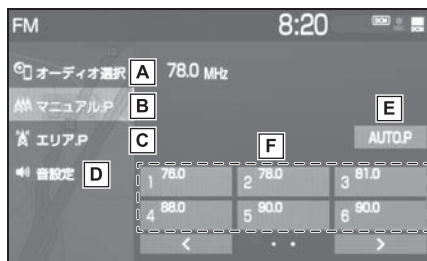 FM 8:20 DCM
オーディオ選択 A 78.0 MHz
マニュアル.P B
E
エリア.P C AUTO.P
F
音設定 D
1 76.0 2 78.0 3 81.0
4 88.0 5 90.0 6 90.0
< • • >